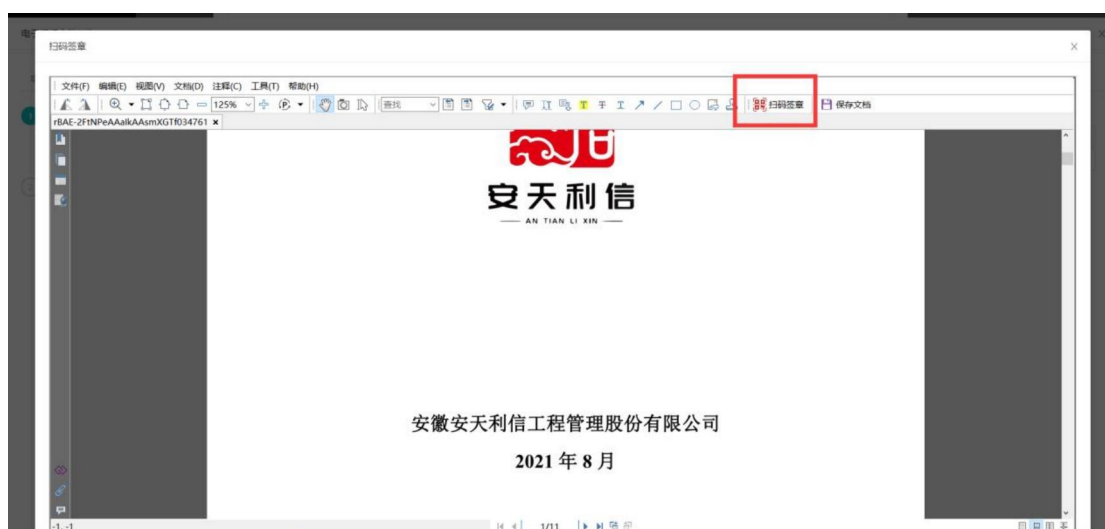 扫码签章
文件(F) 编辑(E) 视图(V) 文档(D) 注释(C) 工具(T) 帮助(H)
125% 查找 扫码签章 保存文档
rBAE-2FtNPeAAalkAAsmXGTf034761
安天利信
AN TIAN LI XIN
安徽安天利信工程管理股份有限公司
2021 年 8 月
-1, -1 1/11